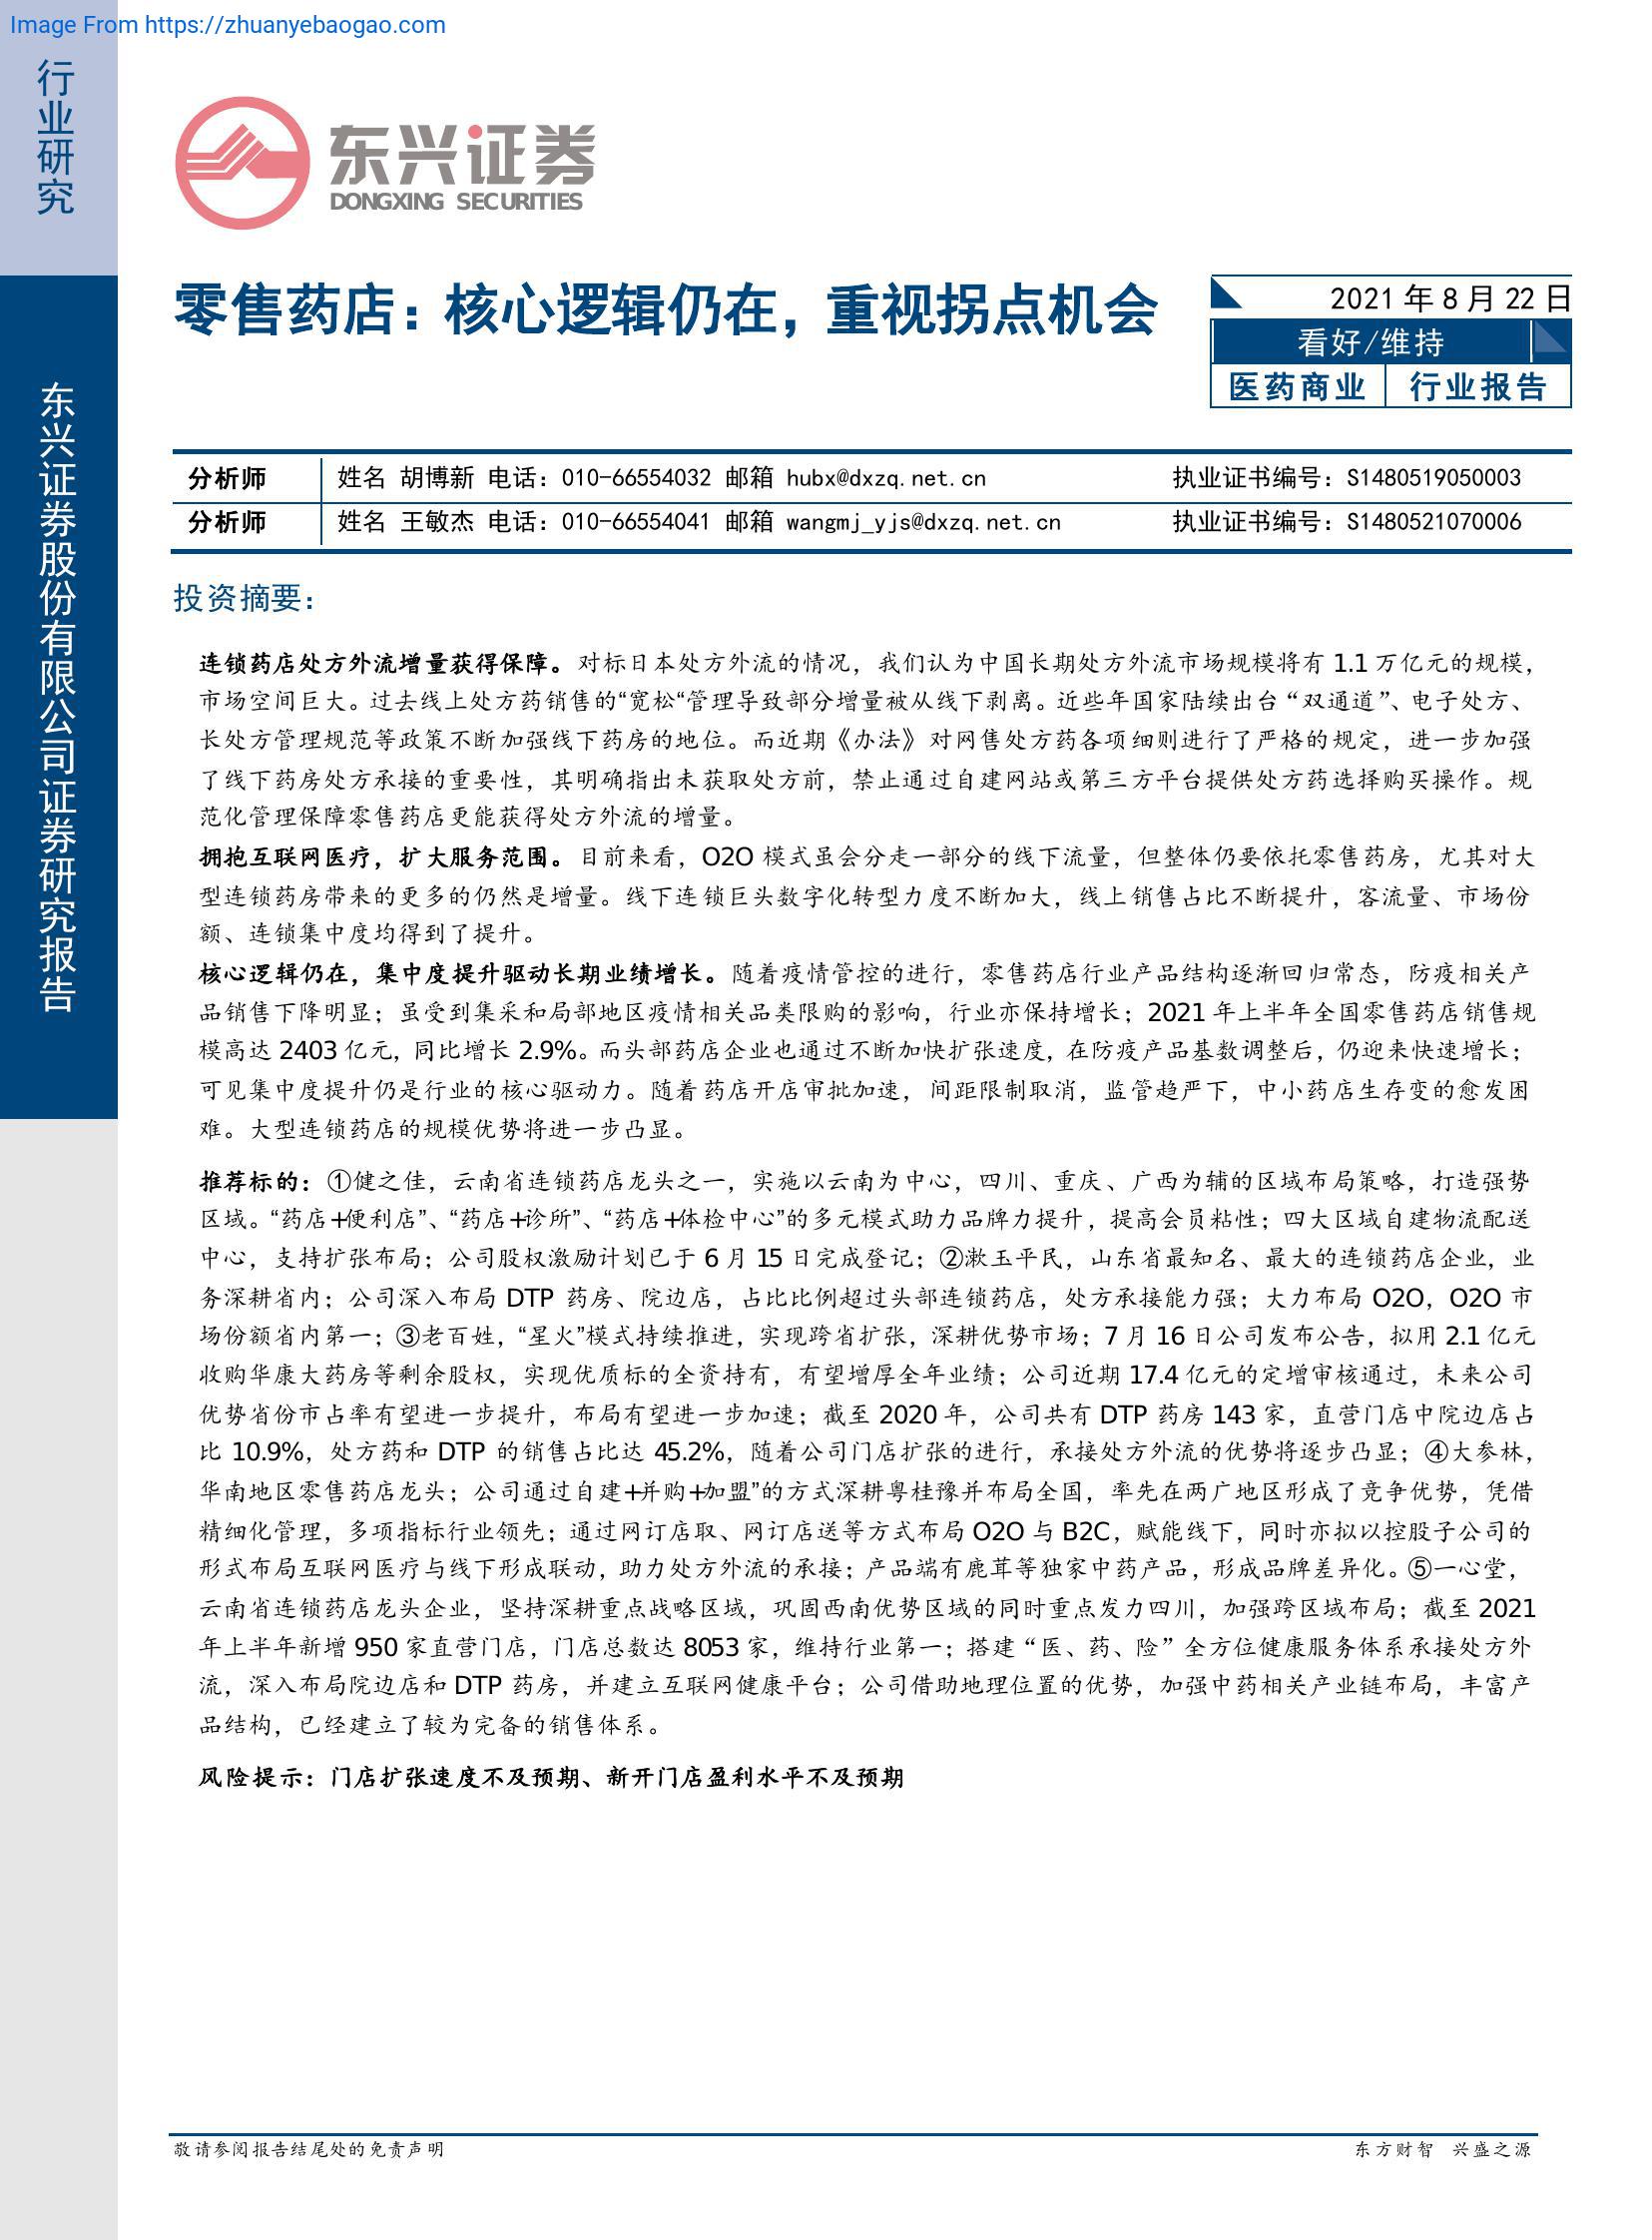 Image From https://zhuanyebaogao.com
行业研究
东兴证券股份有限公司证券研究报告
东兴证券
DONGXING SECURITIES
零售药店：核心逻辑仍在，重视拐点机会
2021 年 8 月 22 日
看好/维持
医药商业 行业报告
分析师 姓名 胡博新 电话：010-66554032 邮箱 hubx@dxzq.net.cn 执业证书编号：S1480519050003
分析师 姓名 王敏杰 电话：010-66554041 邮箱 wangmj_yjs@dxzq.net.cn 执业证书编号：S1480521070006
投资摘要：
连锁药店处方外流增量获得保障。对标日本处方外流的情况，我们认为中国长期处方外流市场规模将有 1.1 万亿元的规模，
市场空间巨大。过去线上处方药销售的“宽松“管理导致部分增量被从线下剥离。近些年国家陆续出台“双通道”、电子处方、
长处方管理规范等政策不断加强线下药房的地位。而近期《办法》对网售处方药各项细则进行了严格的规定，进一步加强
了线下药房处方承接的重要性，其明确指出未获取处方前，禁止通过自建网站或第三方平台提供处方药选择购买操作。规
范化管理保障零售药店更能获得处方外流的增量。
拥抱互联网医疗，扩大服务范围。目前来看，O2O 模式虽会分走一部分的线下流量，但整体仍要依托零售药房，尤其对大
型连锁药房带来的更多的仍然是增量。线下连锁巨头数字化转型力度不断加大，线上销售占比不断提升，客流量、市场份
额、连锁集中度均得到了提升。
核心逻辑仍在，集中度提升驱动长期业绩增长。随着疫情管控的进行，零售药店行业产品结构逐渐回归常态，防疫相关产
品销售下降明显；虽受到集采和局部地区疫情相关品类限购的影响，行业亦保持增长；2021 年上半年全国零售药店销售规
模高达 2403 亿元，同比增长 2.9%。而头部药店企业也通过不断加快扩张速度，在防疫产品基数调整后，仍迎来快速增长；
可见集中度提升仍是行业的核心驱动力。随着药店开店审批加速，间距限制取消，监管趋严下，中小药店生存变的愈发困
难。大型连锁药店的规模优势将进一步凸显。
推荐标的：①健之佳，云南省连锁药店龙头之一，实施以云南为中心，四川、重庆、广西为辅的区域布局策略，打造强势
区域。“药店+便利店”、“药店+诊所”、“药店+体检中心”的多元模式助力品牌力提升，提高会员粘性；四大区域自建物流配送
中心，支持扩张布局；公司股权激励计划已于 6 月 15 日完成登记；②漱玉平民，山东省最知名、最大的连锁药店企业，业
务深耕省内；公司深入布局 DTP 药房、院边店，占比比例超过头部连锁药店，处方承接能力强；大力布局 O2O，O2O 市
场份额省内第一；③老百姓，“星火”模式持续推进，实现跨省扩张，深耕优势市场；7 月 16 日公司发布公告，拟用 2.1 亿元
收购华康大药房等剩余股权，实现优质标的全资持有，有望增厚全年业绩；公司近期 17.4 亿元的定增审核通过，未来公司
优势省份市占率有望进一步提升，布局有望进一步加速；截至 2020 年，公司共有 DTP 药房 143 家，直营门店中院边店占
比 10.9%，处方药和 DTP 的销售占比达 45.2%，随着公司门店扩张的进行，承接处方外流的优势将逐步凸显；④大参林，
华南地区零售药店龙头；公司通过自建+并购+加盟”的方式深耕粤桂豫并布局全国，率先在两广地区形成了竞争优势，凭借
精细化管理，多项指标行业领先；通过网订店取、网订店送等方式布局 O2O 与 B2C，赋能线下，同时亦拟以控股子公司的
形式布局互联网医疗与线下形成联动，助力处方外流的承接；产品端有鹿茸等独家中药产品，形成品牌差异化。⑤一心堂，
云南省连锁药店龙头企业，坚持深耕重点战略区域，巩固西南优势区域的同时重点发力四川，加强跨区域布局；截至 2021
年上半年新增 950 家直营门店，门店总数达 8053 家，维持行业第一；搭建“医、药、险”全方位健康服务体系承接处方外
流，深入布局院边店和 DTP 药房，并建立互联网健康平台；公司借助地理位置的优势，加强中药相关产业链布局，丰富产
品结构，已经建立了较为完备的销售体系。
风险提示：门店扩张速度不及预期、新开门店盈利水平不及预期
敬请参阅报告结尾处的免责声明
东方财智 兴盛之源